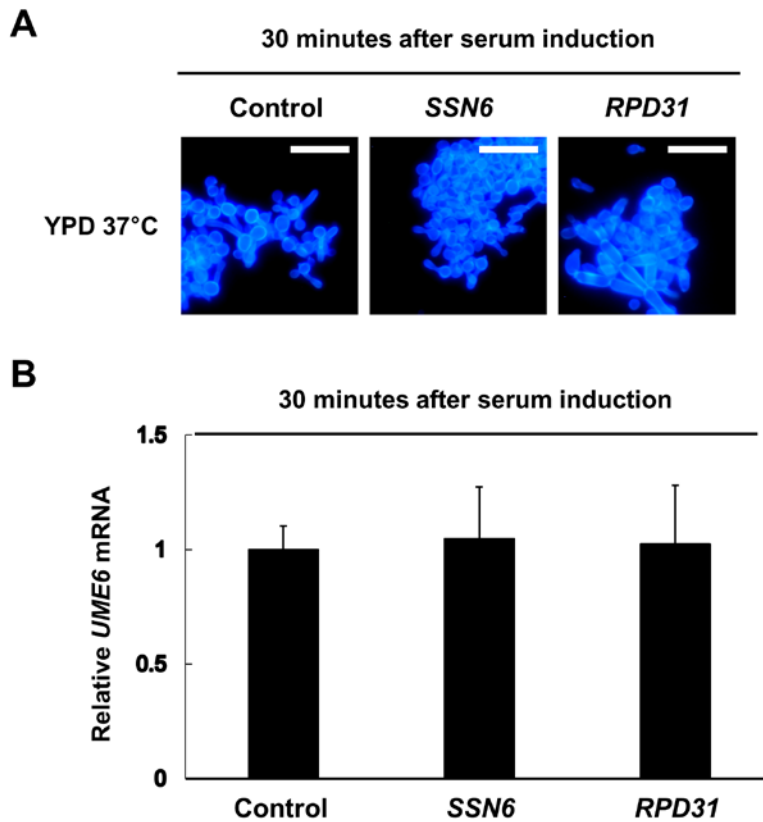 A
30 minutes after serum induction
Control SSN6 RPD31
YPD 37°C
B
30 minutes after serum induction
1.5
1
0.5
0
Relative UME6 mRNA
Control SSN6 RPD31